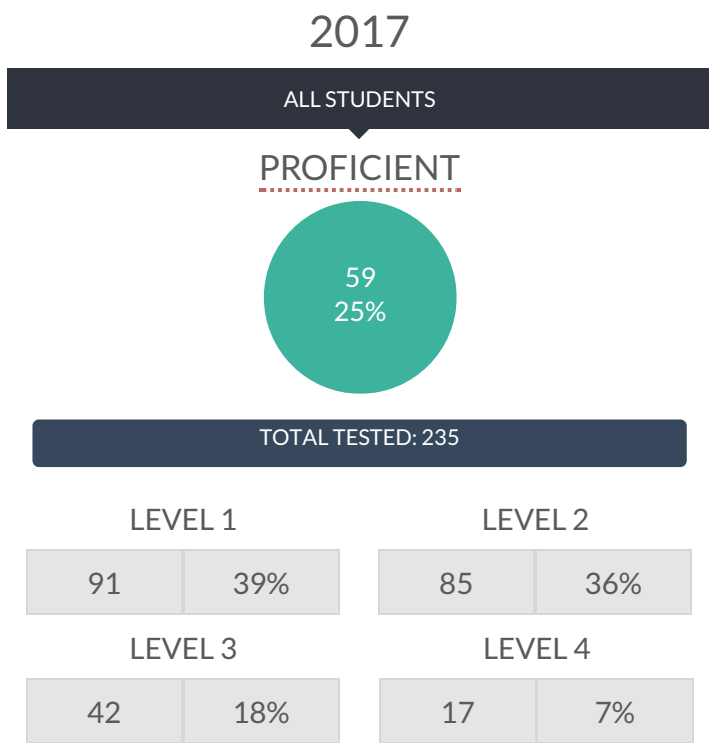 2017
ALL STUDENTS
PROFICIENT
59
25%
TOTAL TESTED: 235
LEVEL 1 LEVEL 2
91 39% 85 36%
LEVEL 3 LEVEL 4
42 18% 17 7%